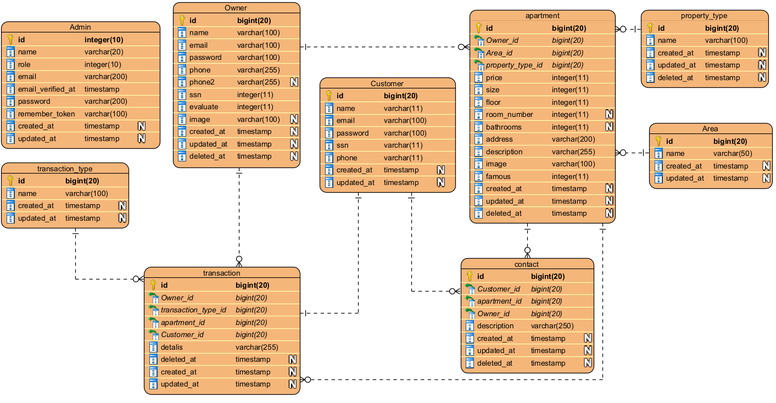 Admin
id integer(10)
name varchar(20)
role integer(10)
email varchar(200)
email_verified_at timestamp
password varchar(200)
remember_token varchar(100)
created_at timestamp N
updated_at timestamp N
Owner
id bigint(20)
name varchar(100)
email varchar(100)
password varchar(100)
phone varchar(255)
phone2 varchar(255) N
ssn integer(11)
evaluate integer(11)
image varchar(100) N
created_at timestamp N
updated_at timestamp N
deleted_at timestamp N
Customer
id bigint(20)
name varchar(11)
email varchar(100)
password varchar(11)
ssn varchar(11)
phone varchar(11)
created_at timestamp N
updated_at timestamp N
apartment
id bigint(20)
Owner_id bigint(20)
Area_id bigint(20)
property_type_id bigint(20)
price integer(11)
size integer(11)
floor integer(11)
room_number integer(11) N
bathrooms integer(11) N
address varchar(200)
description varchar(255)
image varchar(100)
famous integer(11)
created_at timestamp N
updated_at timestamp N
deleted_at timestamp N
property_type
id bigint(20)
name varchar(100)
created_at timestamp N
updated_at timestamp N
deleted_at timestamp N
Area
id bigint(20)
name varchar(50)
created_at timestamp N
updated_at timestamp N
transaction_type
id bigint(20)
name varchar(100)
created_at timestamp N
updated_at timestamp N
transaction
id bigint(20)
Owner_id bigint(20)
transaction_type_id bigint(20)
apartment_id bigint(20)
Customer_id bigint(20)
detalis varchar(255)
deleted_at timestamp N
created_at timestamp N
updated_at timestamp N
contact
id bigint(20)
Customer_id bigint(20)
apartment_id bigint(20)
Owner_id bigint(20)
description varchar(250)
created_at timestamp N
updated_at timestamp N
deleted_at timestamp N